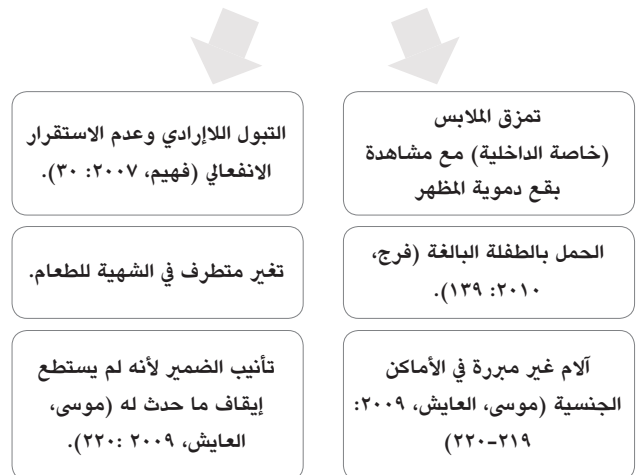 تمزق الملابس
(خاصة الداخلية) مع مشاهدة
بقع دموية المظهر
الحمل بالطفلة البالغة (فرج،
٢٠١٠: ١٣٩).
آلام غير مبررة في الأماكن
الجنسية (موسى، العايش، ٢٠٠٩:
٢١٩-٢٢٠)
التبول اللاإرادي وعدم الاستقرار
الانفعالي (فهيم، ٢٠٠٧: ٣٠).
تغير متطرف في الشهية للطعام.
تأنيب الضمير لأنه لم يستطع
إيقاف ما حدث له (موسى،
العايش، ٢٠٠٩ :٢٢٠).